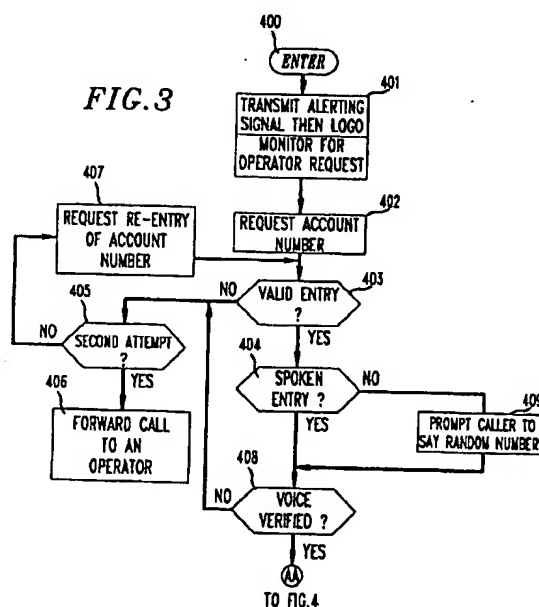 400
ENTER
FIG.3
401
TRANSMIT ALERTING
SIGNAL THEN LOGO
MONITOR FOR
OPERATOR REQUEST
407
REQUEST RE-ENTRY
OF ACCOUNT
NUMBER
402
REQUEST ACCOUNT
NUMBER
403
VALID ENTRY
?
NO
YES
405
SECOND ATTEMPT
?
NO
YES
404
SPOKEN
ENTRY ?
NO
YES
406
FORWARD CALL
TO AN
OPERATOR
409
PROMPT CALLER TO
SAY RANDOM NUMBER
408
VOICE
VERIFIED ?
NO
YES
AA
TO FIG.4